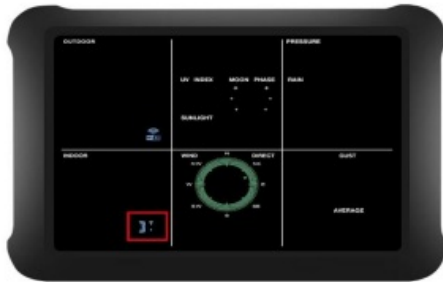 OUTDOOR
PRESSURE
UV INDEX
MOON PHASE
RAIN
SUNLIGHT
INDOOR
WIND
DIRECT
GUST
N
E
S
W
AVERAGE